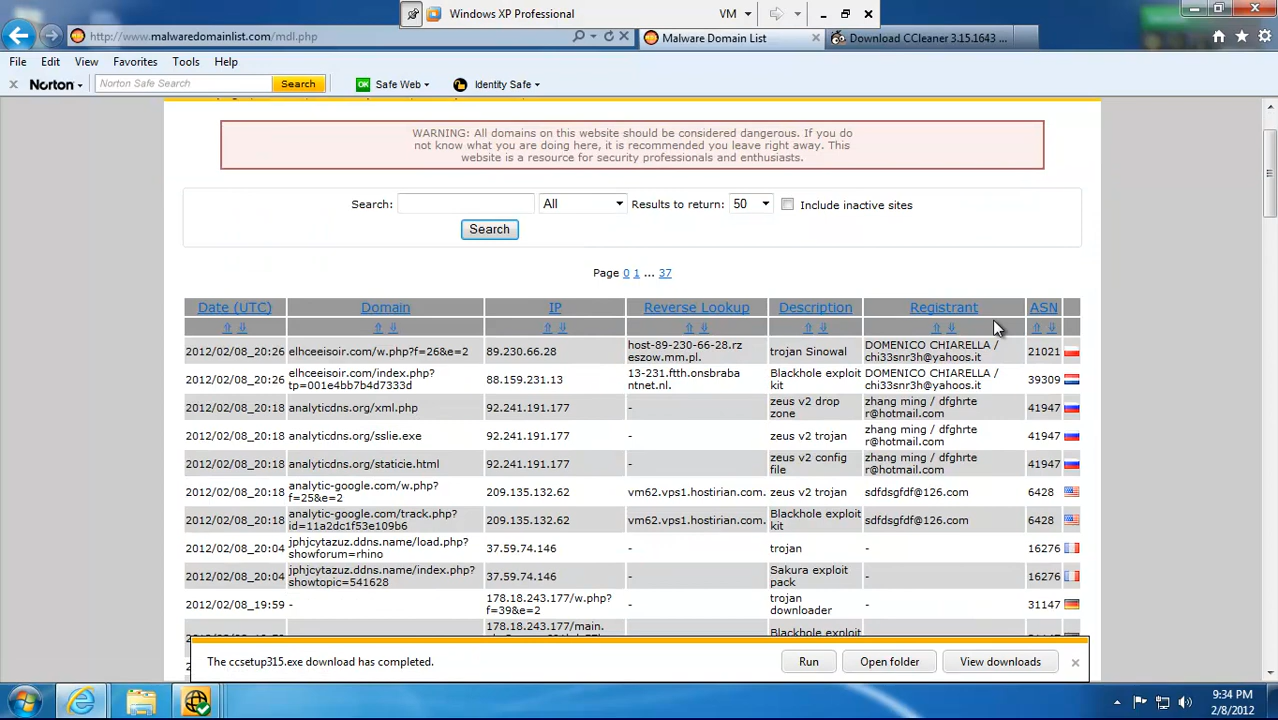 Windows XP Professional
VM
http://www.malwaredomainlist.com/mdl.php
Malware Domain List
Download CCleaner 3.15.1643 ...
File Edit View Favorites Tools Help
Norton
Norton Safe Search
Search
OK
Safe Web
Identity Safe
WARNING: All domains on this website should be considered dangerous. If you do
not know what you are doing here, it is recommended you leave right away. This
website is a resource for security professionals and enthusiasts.
Search:
All
Results to return:
50
Include inactive sites
Search
Page 0 1 ... 37
Date (UTC) Domain IP Reverse Lookup Description Registrant ASN
⇑ ⇓ ⇑ ⇓ ⇑ ⇓ ⇑ ⇓ ⇑ ⇓ ⇑ ⇓ ⇑ ⇓
2012/02/08_20:26 elhceeisoir.com/w.php?f=26&e=2 89.230.66.28 host-89-230-66-28.rz
eszow.mm.pl. trojan Sinowal DOMENICO CHIARELLA /
chi33snr3h@yahoos.it 21021
2012/02/08_20:26 elhceeisoir.com/index.php?
tp=001e4bb7b4d7333d 88.159.231.13 13-231.ftth.onsbraba
ntnet.nl. Blackhole exploit
kit DOMENICO CHIARELLA /
chi33snr3h@yahoos.it 39309
2012/02/08_20:18 analyticdns.org/xml.php 92.241.191.177 - zeus v2 drop
zone zhang ming / dfghrte
r@hotmail.com 41947
2012/02/08_20:18 analyticdns.org/sslie.exe 92.241.191.177 - zeus v2 trojan zhang ming / dfghrte
r@hotmail.com 41947
2012/02/08_20:18 analyticdns.org/staticie.html 92.241.191.177 - zeus v2 config
file zhang ming / dfghrte
r@hotmail.com 41947
2012/02/08_20:18 analytic-google.com/w.php?
f=25&e=2 209.135.132.62 vm62.vps1.hostirian.com. zeus v2 trojan sdfdsgfdf@126.com 6428
2012/02/08_20:18 analytic-google.com/track.php?
id=11a2dc1f53e109b6 209.135.132.62 vm62.vps1.hostirian.com. Blackhole exploit
kit sdfdsgfdf@126.com 6428
2012/02/08_20:04 jphjcytazuz.ddns.name/load.php?
showforum=rhino 37.59.74.146 - trojan - 16276
2012/02/08_20:04 jphjcytazuz.ddns.name/index.php?
showtopic=541628 37.59.74.146 - Sakura exploit
pack - 16276
2012/02/08_19:59 - 178.18.243.177/w.php?
f=39&e=2 - trojan
downloader - 31147
178.18.243.177/main.
Blackhole exploit
The ccsetup315.exe download has completed.
Run
Open folder
View downloads
9:34 PM
2/8/2012